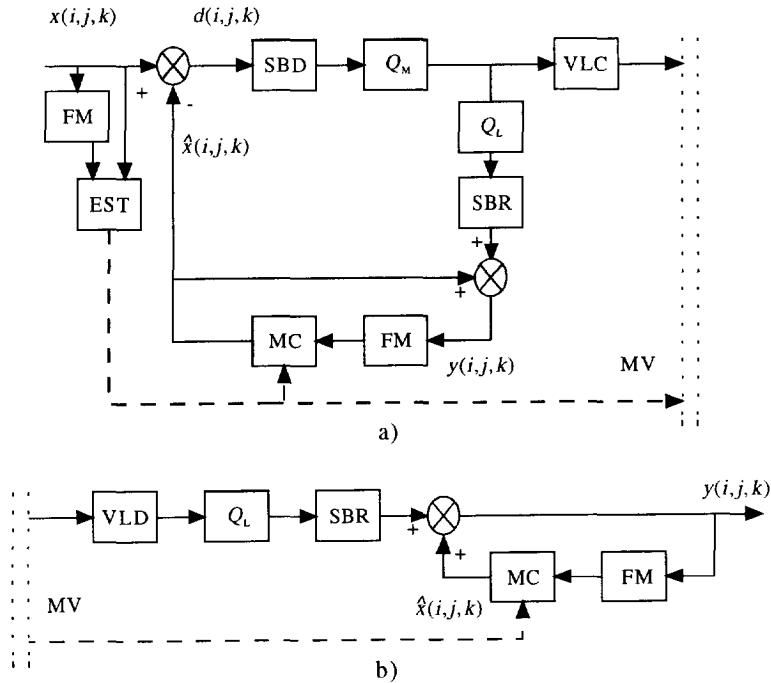 x(i,j,k)
d(i,j,k)
+
-
SBD
Q_M
VLC
FM
x̂(i,j,k)
Q_L
EST
SBR
+
+
MC
FM
y(i,j,k)
MV
a)
y(i,j,k)
VLD
Q_L
SBR
+
+
MV
x̂(i,j,k)
MC
FM
b)